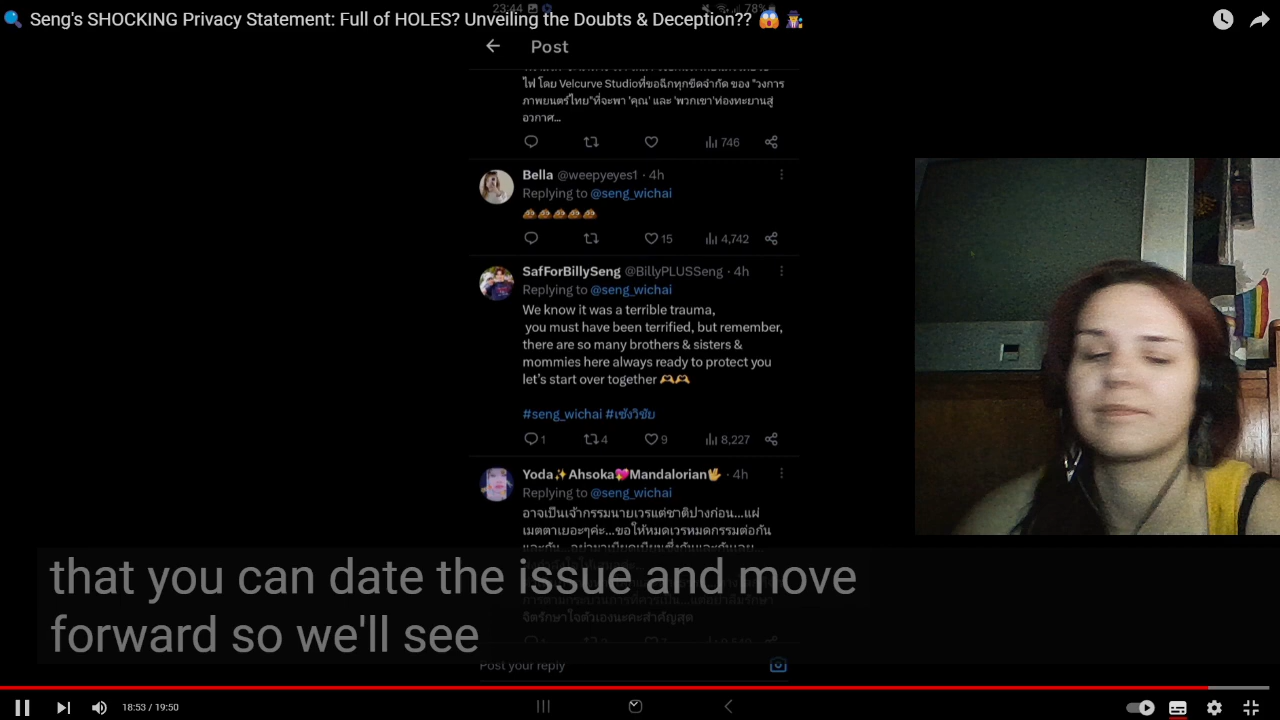 23:44
78%
Seng's SHOCKING Privacy Statement: Full of HOLES? Unveiling the Doubts & Deception??
Post
ไฟ โดย Velcurve Studioที่ขอฉีกทุกขีดจำกัด ของ "วงการ
ภาพยนตร์ไทย"ที่จะพา 'คุณ' และ 'พวกเขา'ท่องทะยานสู่
อวกาศ…
746
Bella @weepyeyes1 · 4h
Replying to @seng_wichai
💩💩💩💩💩
15 4,742
SafForBillySeng @BillyPLUSSeng · 4h
Replying to @seng_wichai
We know it was a terrible trauma,
you must have been terrified, but remember,
there are so many brothers & sisters &
mommies here always ready to protect you
let's start over together 🫶🫶
#seng_wichai #เซ้งวิชัย
1 4 9 8,227
Yoda✨Ahsoka💖Mandalorian🖖 · 4h
Replying to @seng_wichai
อาจเป็นเจ้ากรรมนายเวรแต่ชาติปางก่อน...แผ่
เมตตาเยอะๆค่ะ...ขอให้หมดเวรหมดกรรมต่อกัน
จิตรักษาใจตัวเองนะคะสำคัญสุด
that you can date the issue and move
forward so we'll see
Post your reply
18:53 / 19:50